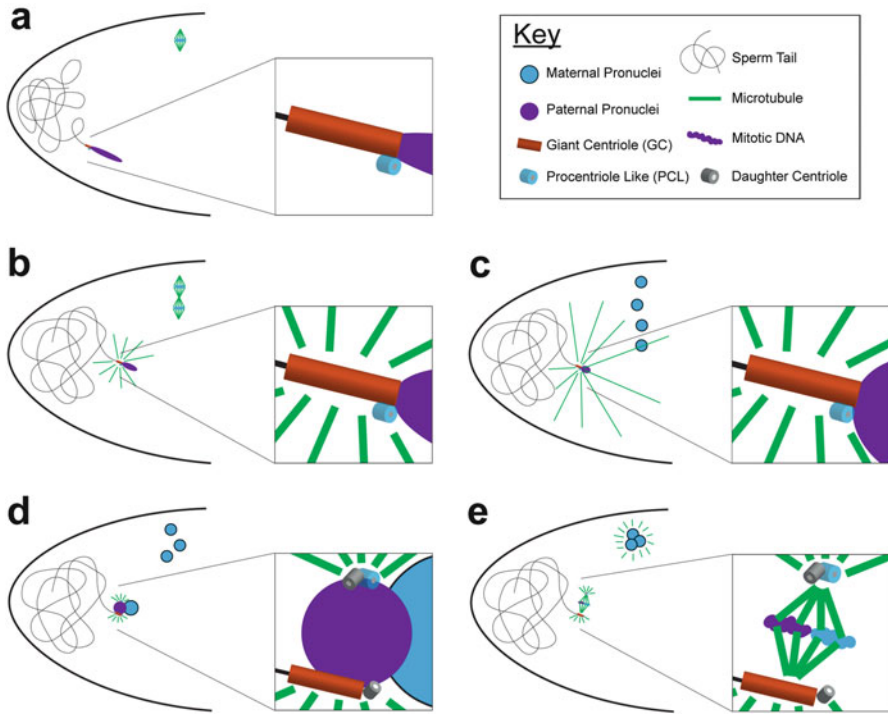 a
Key
Maternal Pronuclei
Paternal Pronuclei
Giant Centriole (GC)
Procentriole Like (PCL)
Sperm Tail
Microtubule
Mitotic DNA
Daughter Centriole
b
c
d
e